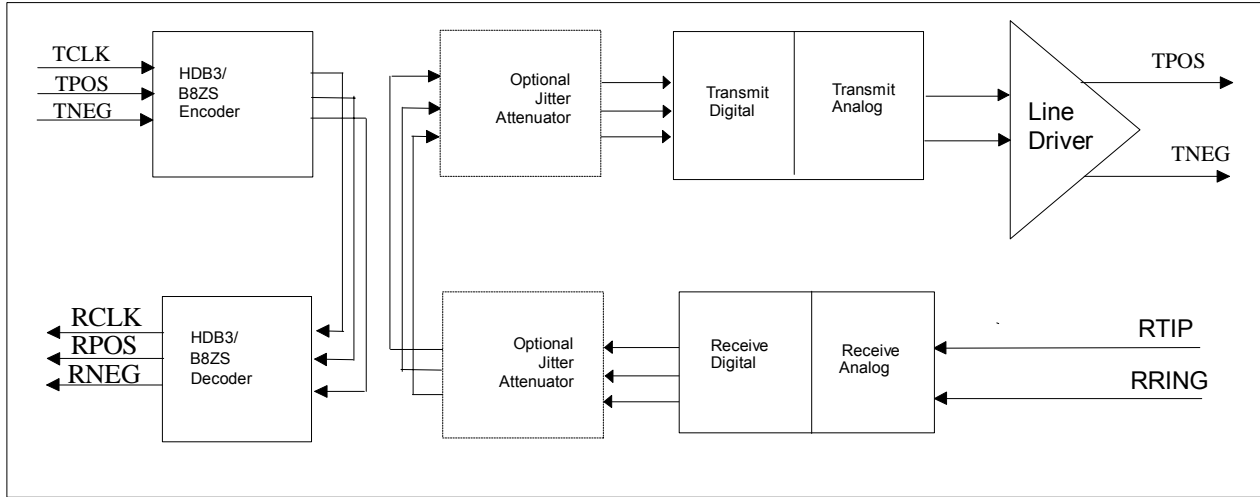 TCLK
TPOS
TNEG
HDB3/
B8ZS
Encoder
Optional
Jitter
Attenuator
Transmit
Digital
Transmit
Analog
Line
Driver
TPOS
TNEG
RCLK
RPOS
RNEG
HDB3/
B8ZS
Decoder
Optional
Jitter
Attenuator
Receive
Digital
Receive
Analog
RTIP
RRING